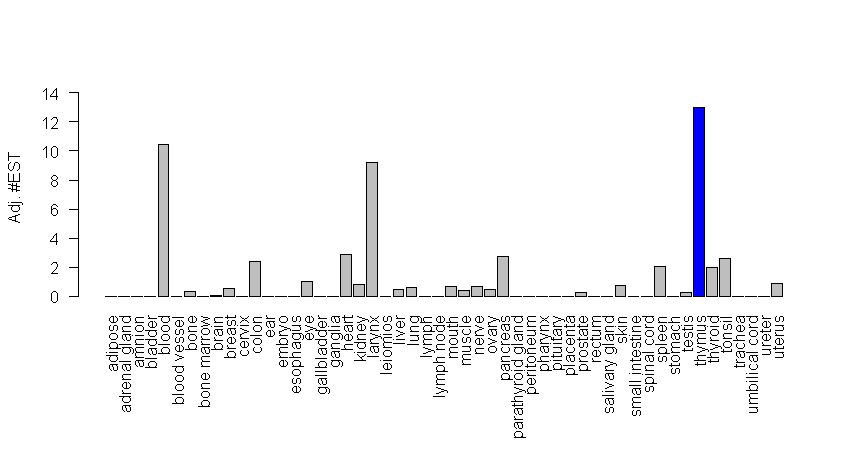 14
12
10
8
6
4
2
0
Adj. #EST
adipose
adrenal gland
amnion
bladder
blood
blood vessel
bone
bone marrow
brain
breast
cervix
colon
ear
embryo
esophagus
eye
gallbladder
ganglia
heart
kidney
larynx
leiomios
liver
lung
lymph
lymph node
mouth
muscle
nerve
ovary
pancreas
parathyroid gland
peritoneum
pharynx
pituitary
placenta
prostate
rectum
salivary gland
skin
small intestine
spinal cord
spleen
stomach
testis
thymus
thyroid
tonsil
trachea
umbilical cord
ureter
uterus